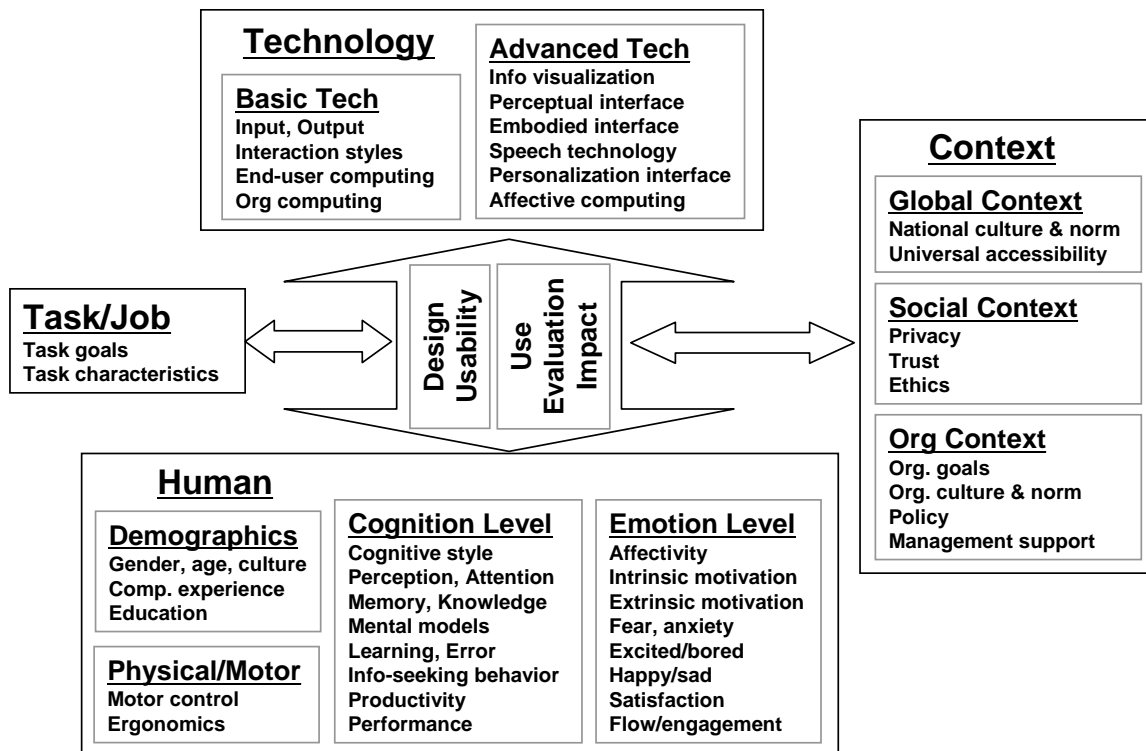 Technology
Basic Tech
Input, Output
Interaction styles
End-user computing
Org computing
Advanced Tech
Info visualization
Perceptual interface
Embodied interface
Speech technology
Personalization interface
Affective computing
Task/Job
Task goals
Task characteristics
Design
Usability
Use
Evaluation
Impact
Context
Global Context
National culture & norm
Universal accessibility
Social Context
Privacy
Trust
Ethics
Org Context
Org. goals
Org. culture & norm
Policy
Management support
Human
Demographics
Gender, age, culture
Comp. experience
Education
Physical/Motor
Motor control
Ergonomics
Cognition Level
Cognitive style
Perception, Attention
Memory, Knowledge
Mental models
Learning, Error
Info-seeking behavior
Productivity
Performance
Emotion Level
Affectivity
Intrinsic motivation
Extrinsic motivation
Fear, anxiety
Excited/bored
Happy/sad
Satisfaction
Flow/engagement